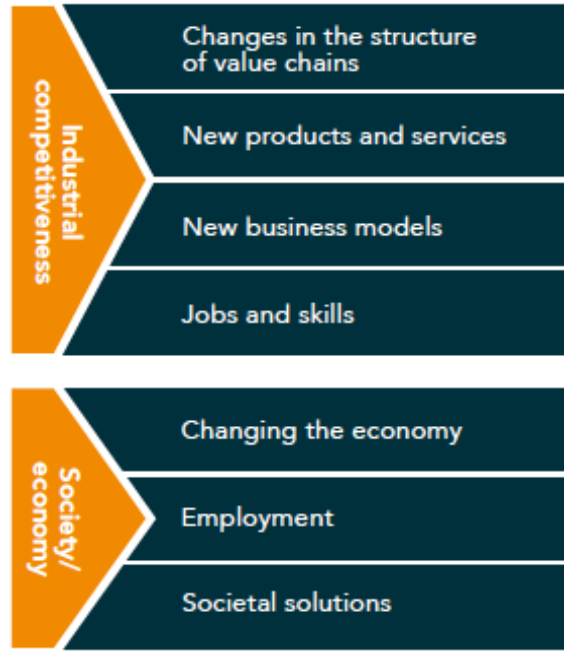 Industrial
competitiveness
Changes in the structure
of value chains
New products and services
New business models
Jobs and skills
Society/
economy
Changing the economy
Employment
Societal solutions